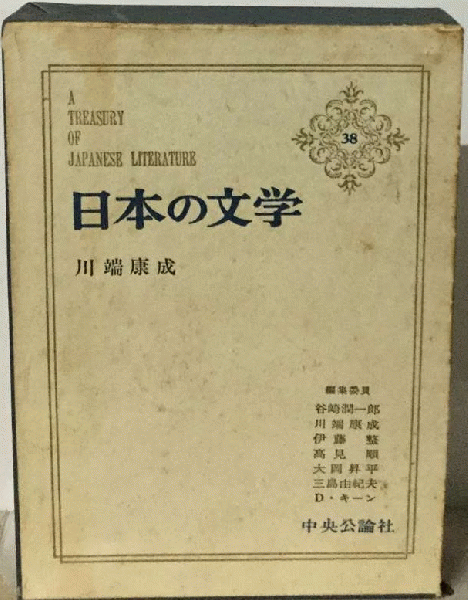 A
TREASURY
OF
JAPANESE LITERATURE
38
日本の文学
川端康成
編集委員
谷崎潤一郎
川端康成
伊藤整
高見順
大岡昇平
三島由紀夫
D・キーン
中央公論社